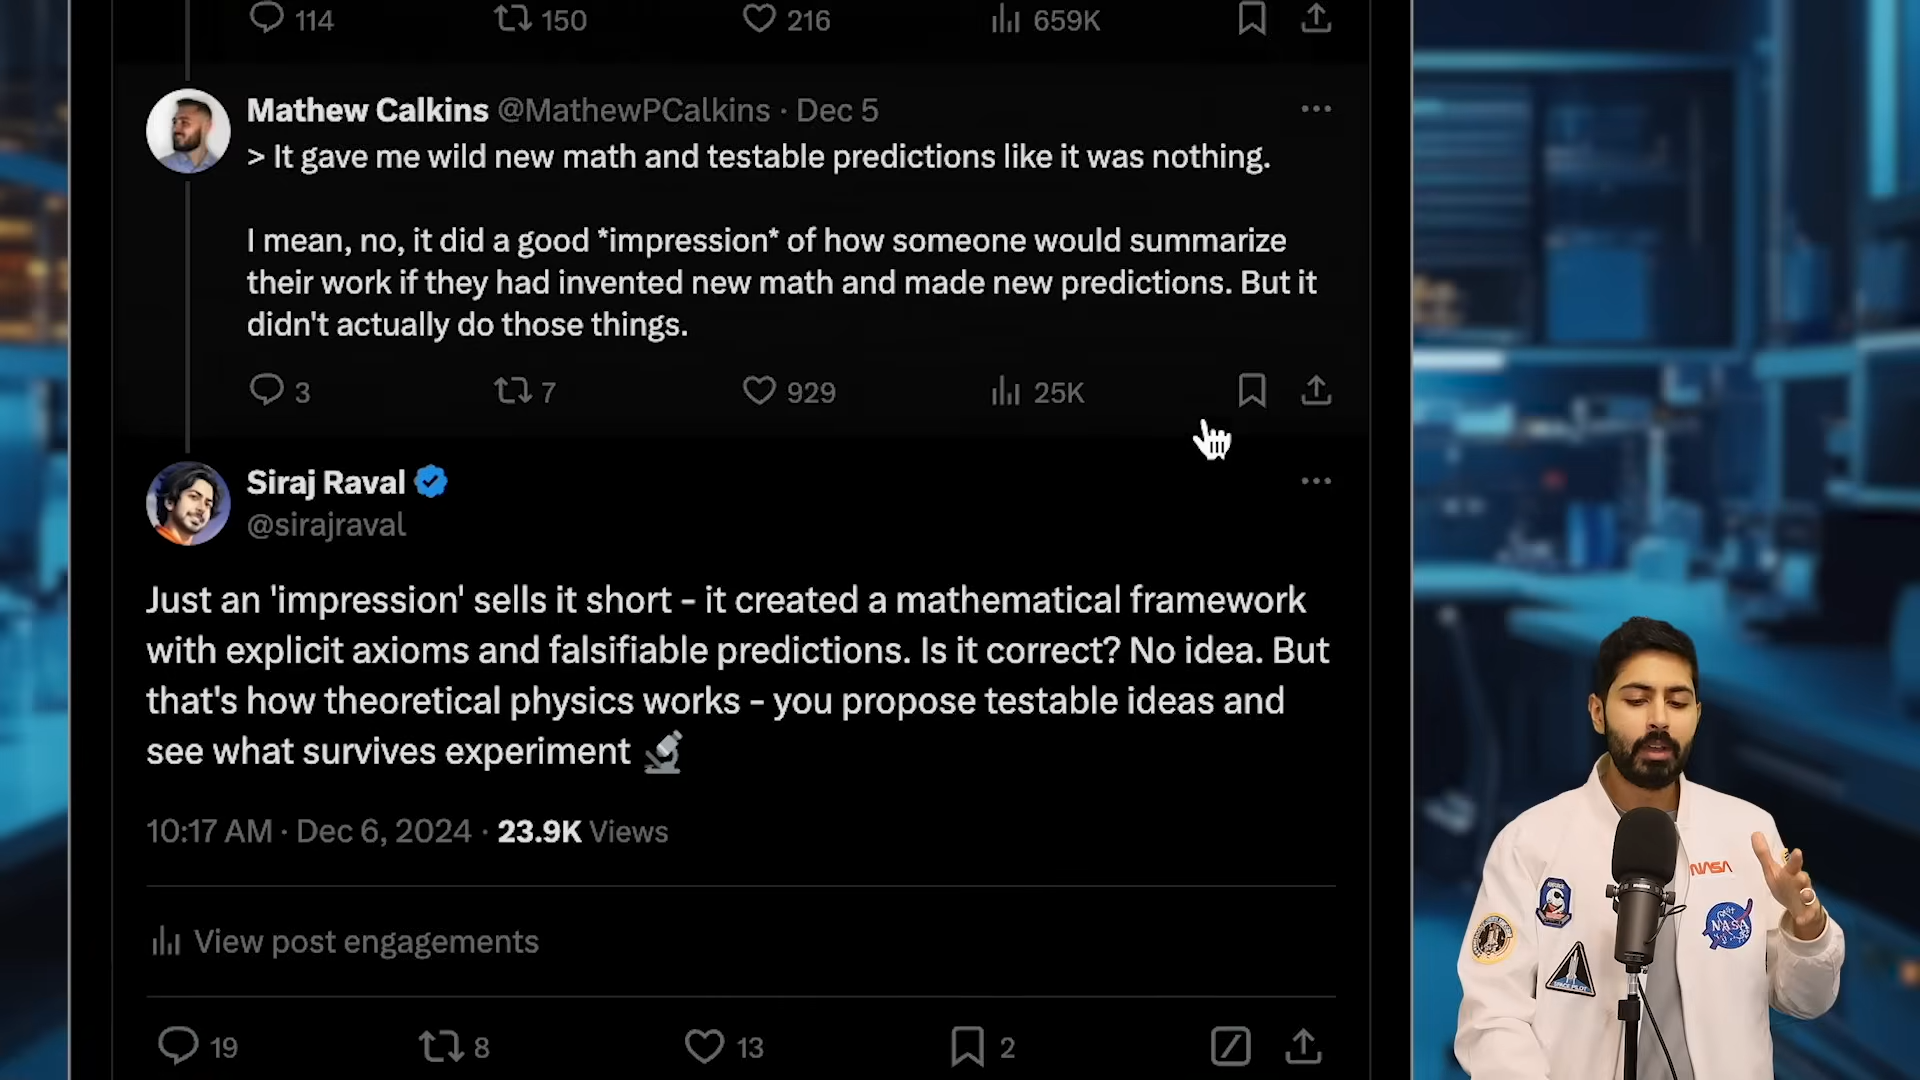 114 150 216 659K
Mathew Calkins @MathewPCalkins · Dec 5
> It gave me wild new math and testable predictions like it was nothing.
I mean, no, it did a good *impression* of how someone would summarize
their work if they had invented new math and made new predictions. But it
didn't actually do those things.
3 7 929 25K
Siraj Raval
@sirajraval
Just an 'impression' sells it short - it created a mathematical framework
with explicit axioms and falsifiable predictions. Is it correct? No idea. But
that's how theoretical physics works - you propose testable ideas and
see what survives experiment 🔬
10:17 AM · Dec 6, 2024 · 23.9K Views
View post engagements
19 8 13 2
NASA
NASA
SPACE PILOT